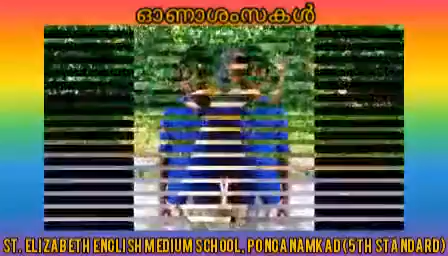 ഓണാശംസകൾ
ST. ELIZABETH ENGLISH MEDIUM SCHOOL, PONGANAMKAD (5TH STANDARD)